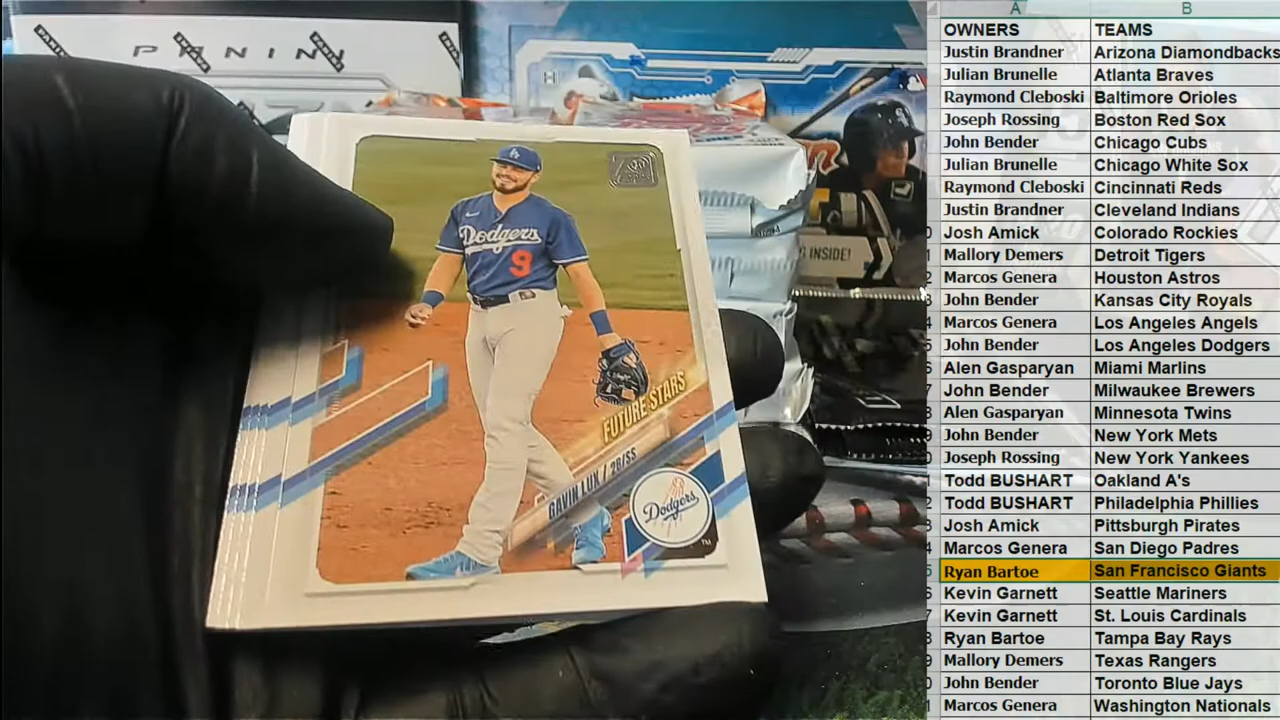 PANINI
INSIDE!
Dodgers
9
FUTURE STARS
GAVIN LUX / 2B/SS
Dodgers
TM
A B
OWNERS TEAMS
Justin Brandner Arizona Diamondbacks
Julian Brunelle Atlanta Braves
Raymond Cleboski Baltimore Orioles
Joseph Rossing Boston Red Sox
John Bender Chicago Cubs
Julian Brunelle Chicago White Sox
Raymond Cleboski Cincinnati Reds
Justin Brandner Cleveland Indians
Josh Amick Colorado Rockies
Mallory Demers Detroit Tigers
Marcos Genera Houston Astros
John Bender Kansas City Royals
Marcos Genera Los Angeles Angels
John Bender Los Angeles Dodgers
Alen Gasparyan Miami Marlins
John Bender Milwaukee Brewers
Alen Gasparyan Minnesota Twins
John Bender New York Mets
Joseph Rossing New York Yankees
Todd BUSHART Oakland A's
Todd BUSHART Philadelphia Phillies
Josh Amick Pittsburgh Pirates
Marcos Genera San Diego Padres
Ryan Bartoe San Francisco Giants
Kevin Garnett Seattle Mariners
Kevin Garnett St. Louis Cardinals
Ryan Bartoe Tampa Bay Rays
Mallory Demers Texas Rangers
John Bender Toronto Blue Jays
Marcos Genera Washington Nationals